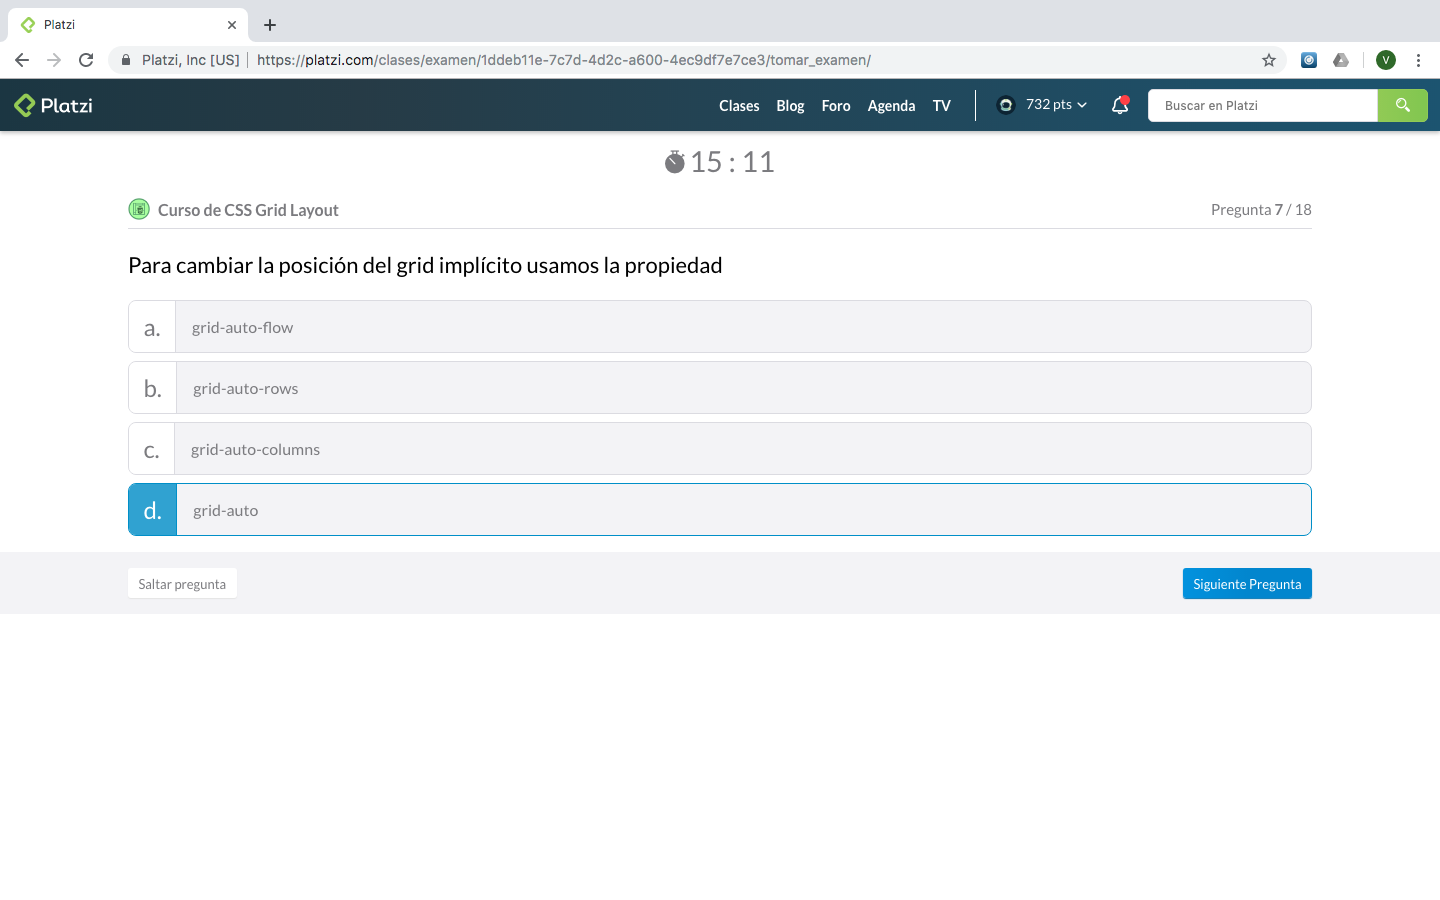 Platzi
Platzi, Inc [US] https://platzi.com/clases/examen/1ddeb11e-7c7d-4d2c-a600-4ec9df7e7ce3/tomar_examen/
V
Platzi
Clases Blog Foro Agenda TV
732 pts
Buscar en Platzi
15 : 11
Curso de CSS Grid Layout
Pregunta 7 / 18
Para cambiar la posición del grid implícito usamos la propiedad
a. grid-auto-flow
b. grid-auto-rows
c. grid-auto-columns
d. grid-auto
Saltar pregunta
Siguiente Pregunta